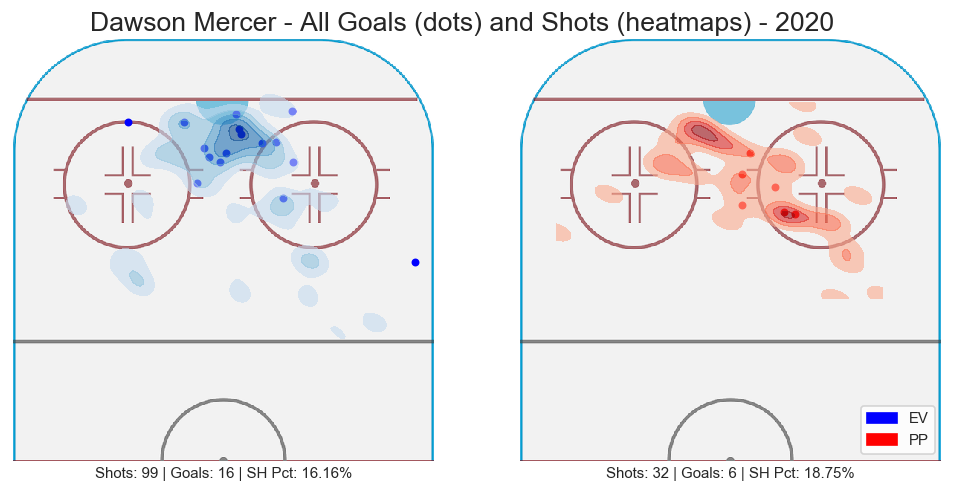 Dawson Mercer - All Goals (dots) and Shots (heatmaps) - 2020
EV
PP
Shots: 99 | Goals: 16 | SH Pct: 16.16%
Shots: 32 | Goals: 6 | SH Pct: 18.75%